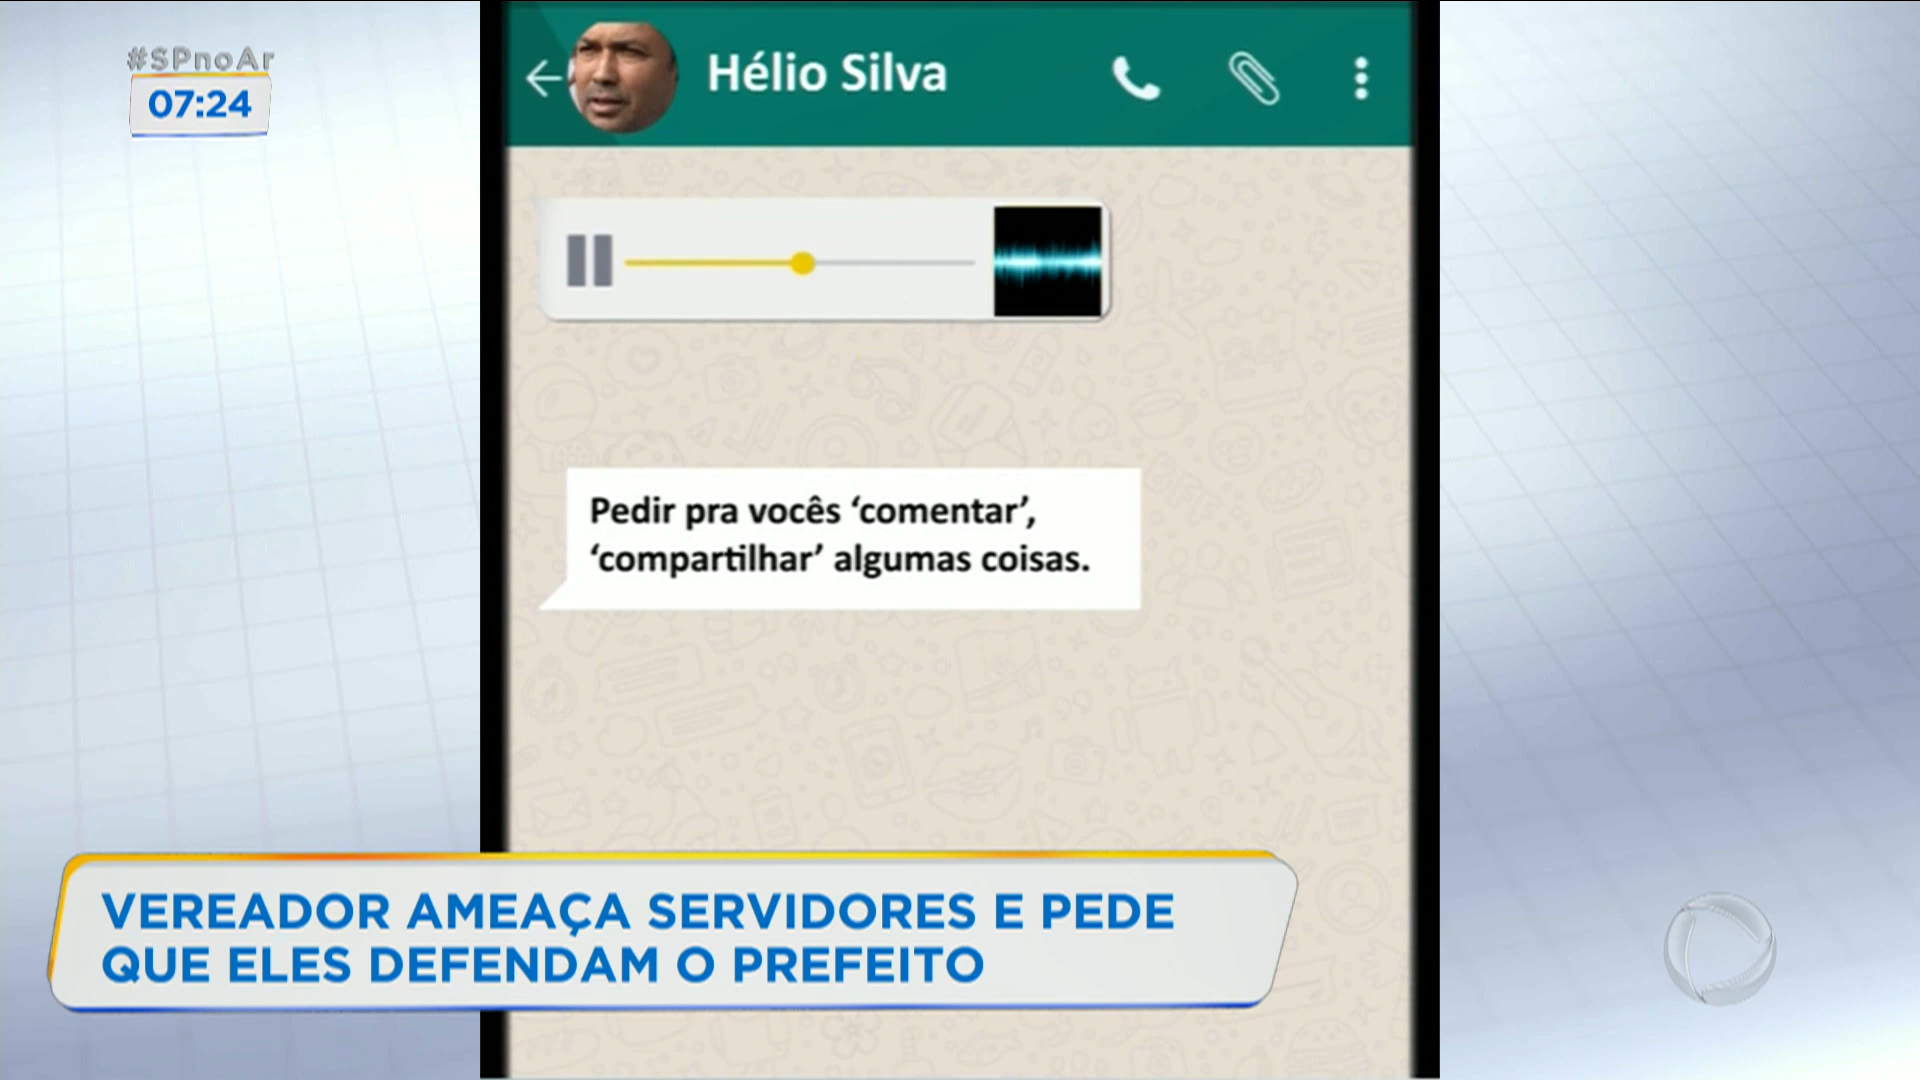 #SPnoAr
07:24
Hélio Silva
Pedir pra vocês ‘comentar’,
‘compartilhar’ algumas coisas.
VEREADOR AMEAÇA SERVIDORES E PEDE
QUE ELES DEFENDAM O PREFEITO